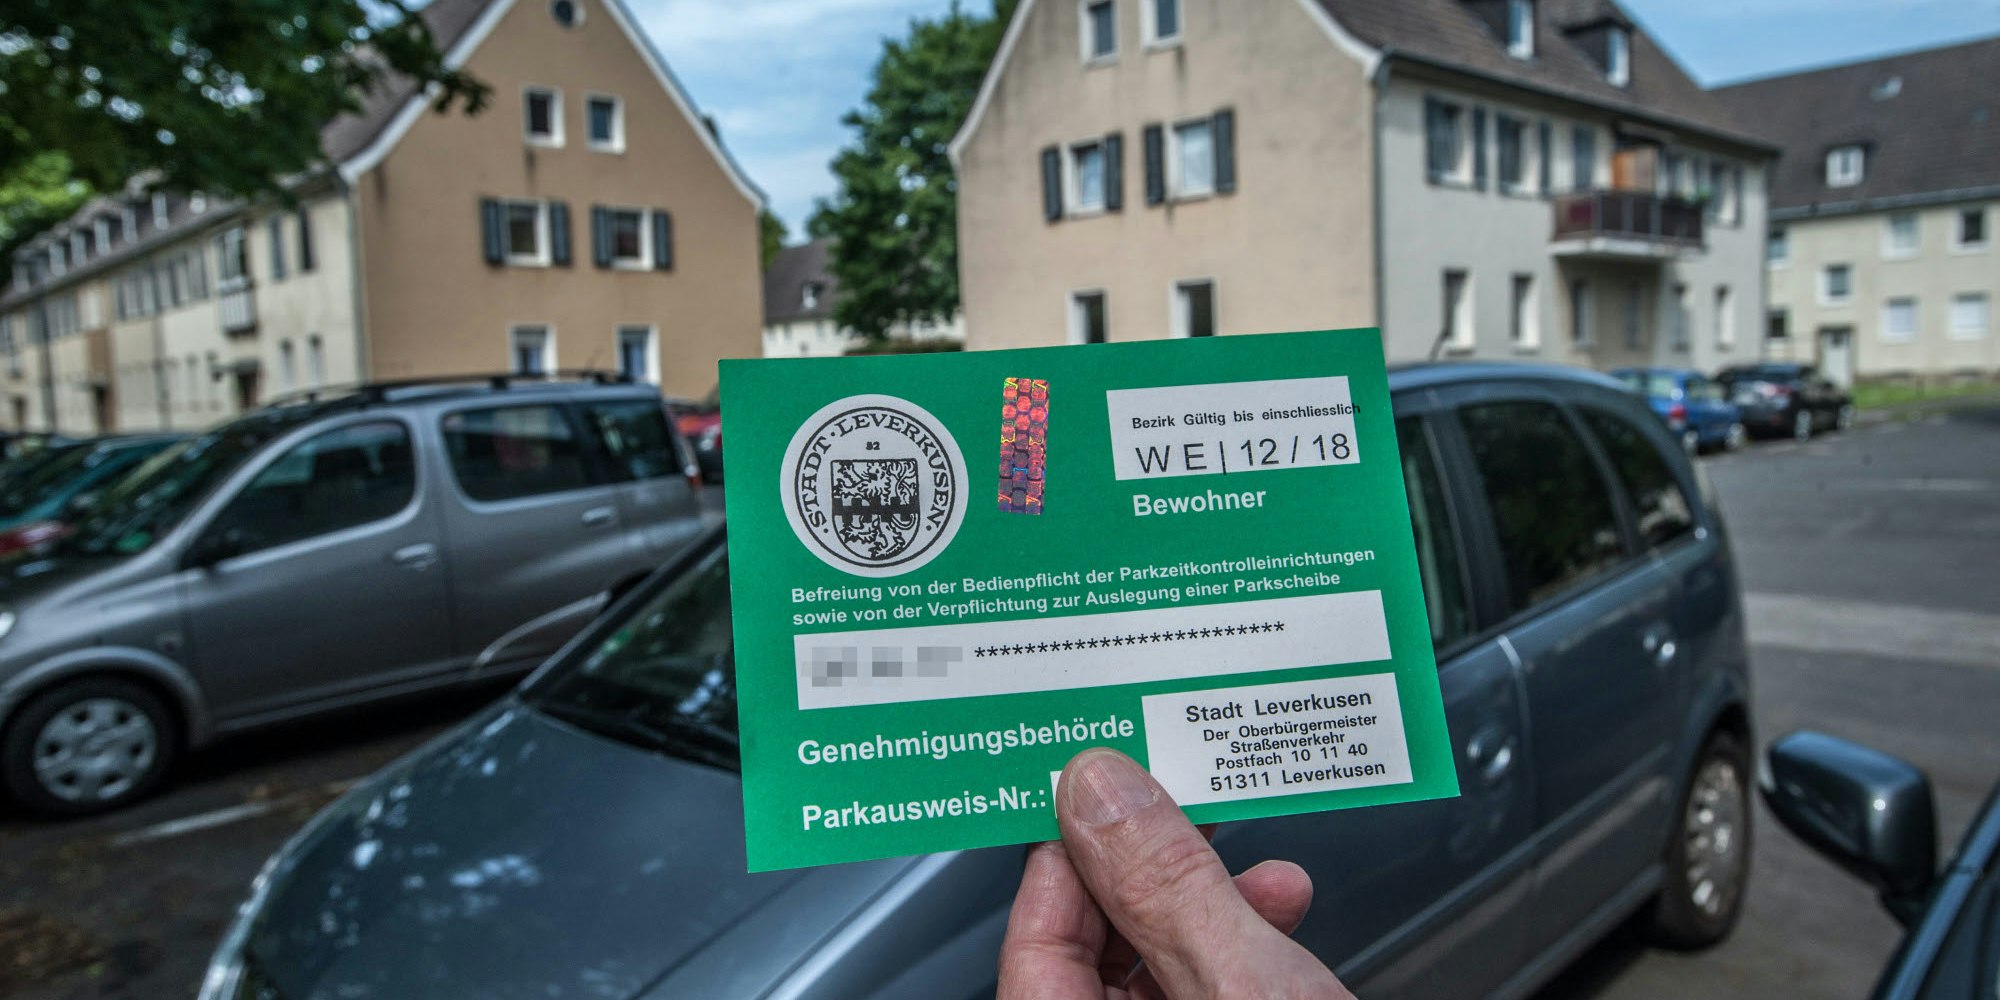 · STADT · LEVERKUSEN ·
52
Bezirk Gültig bis einschliesslich
WE | 12 / 18
Bewohner
Befreiung von der Bedienpflicht der Parkzeitkontrolleinrichtungen
sowie von der Verpflichtung zur Auslegung einer Parkscheibe
*************************
Genehmigungsbehörde
Stadt Leverkusen
Der Oberbürgermeister
Straßenverkehr
Postfach 10 11 40
51311 Leverkusen
Parkausweis-Nr.: